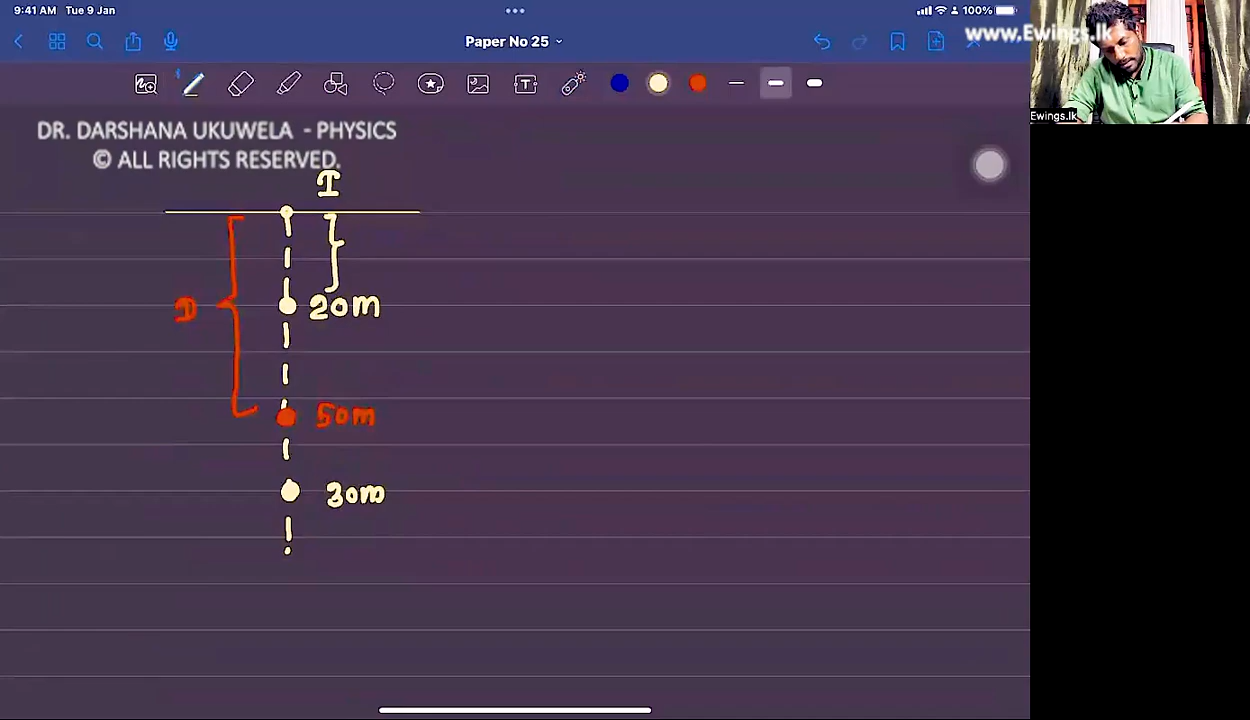 9:41 AM Tue 9 Jan
100%
Paper No 25
www.Ewings.lk
Ewings.lk
DR. DARSHANA UKUWELA - PHYSICS
© ALL RIGHTS RESERVED.
I
20m
D
50m
30m